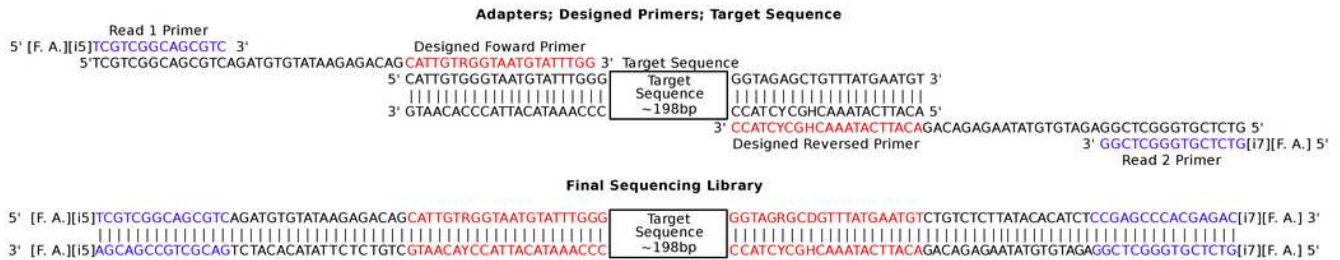 Adapters; Designed Primers; Target Sequence
Read 1 Primer
5' [F. A.][i5]TCGTCGGCAGCGTC 3'
Designed Foward Primer
5'TCGTCGGCAGCGTCAGATGTGTATAAGAGACAGCATTGTRGGTAATGTATTTGG 3' Target Sequence
5' CATTGTGGGTAATGTATTTGGG Target GGTAGAGCTGTTTATGAATGT 3'
|||||||||||||||||||||| Sequence |||||||||||||||||||||
3' GTAACACCCATTACATAAACCC ~198bp CCATCYCGHCAAATACTTACA 5'
3' CCATCYCGHCAAATACTTACAGACAGAGAATATGTGTAGAGGCTCGGGTGCTCTG 5'
Designed Reversed Primer
3' GGCTCGGGTGCTCTG[i7][F. A.] 5'
Read 2 Primer
Final Sequencing Library
5' [F. A.][i5]TCGTCGGCAGCGTCAGATGTGTATAAGAGACAGCATTGTRGGTAATGTATTTGGG Target GGTAGRGCDGTTTATGAATGTCTGTCTCTTATACACATCTCCGAGCCCACGAGAC[i7][F. A.] 3'
Sequence
3' [F. A.][i5]AGCAGCCGTCGCAGTCTACACATATTCTCTGTCGTAACAYCCATTACATAAACCC ~198bp CCATCYCGHCAAATACTTACAGACAGAGAATATGTGTAGAGGCTCGGGTGCTCTG[i7][F. A.] 5'